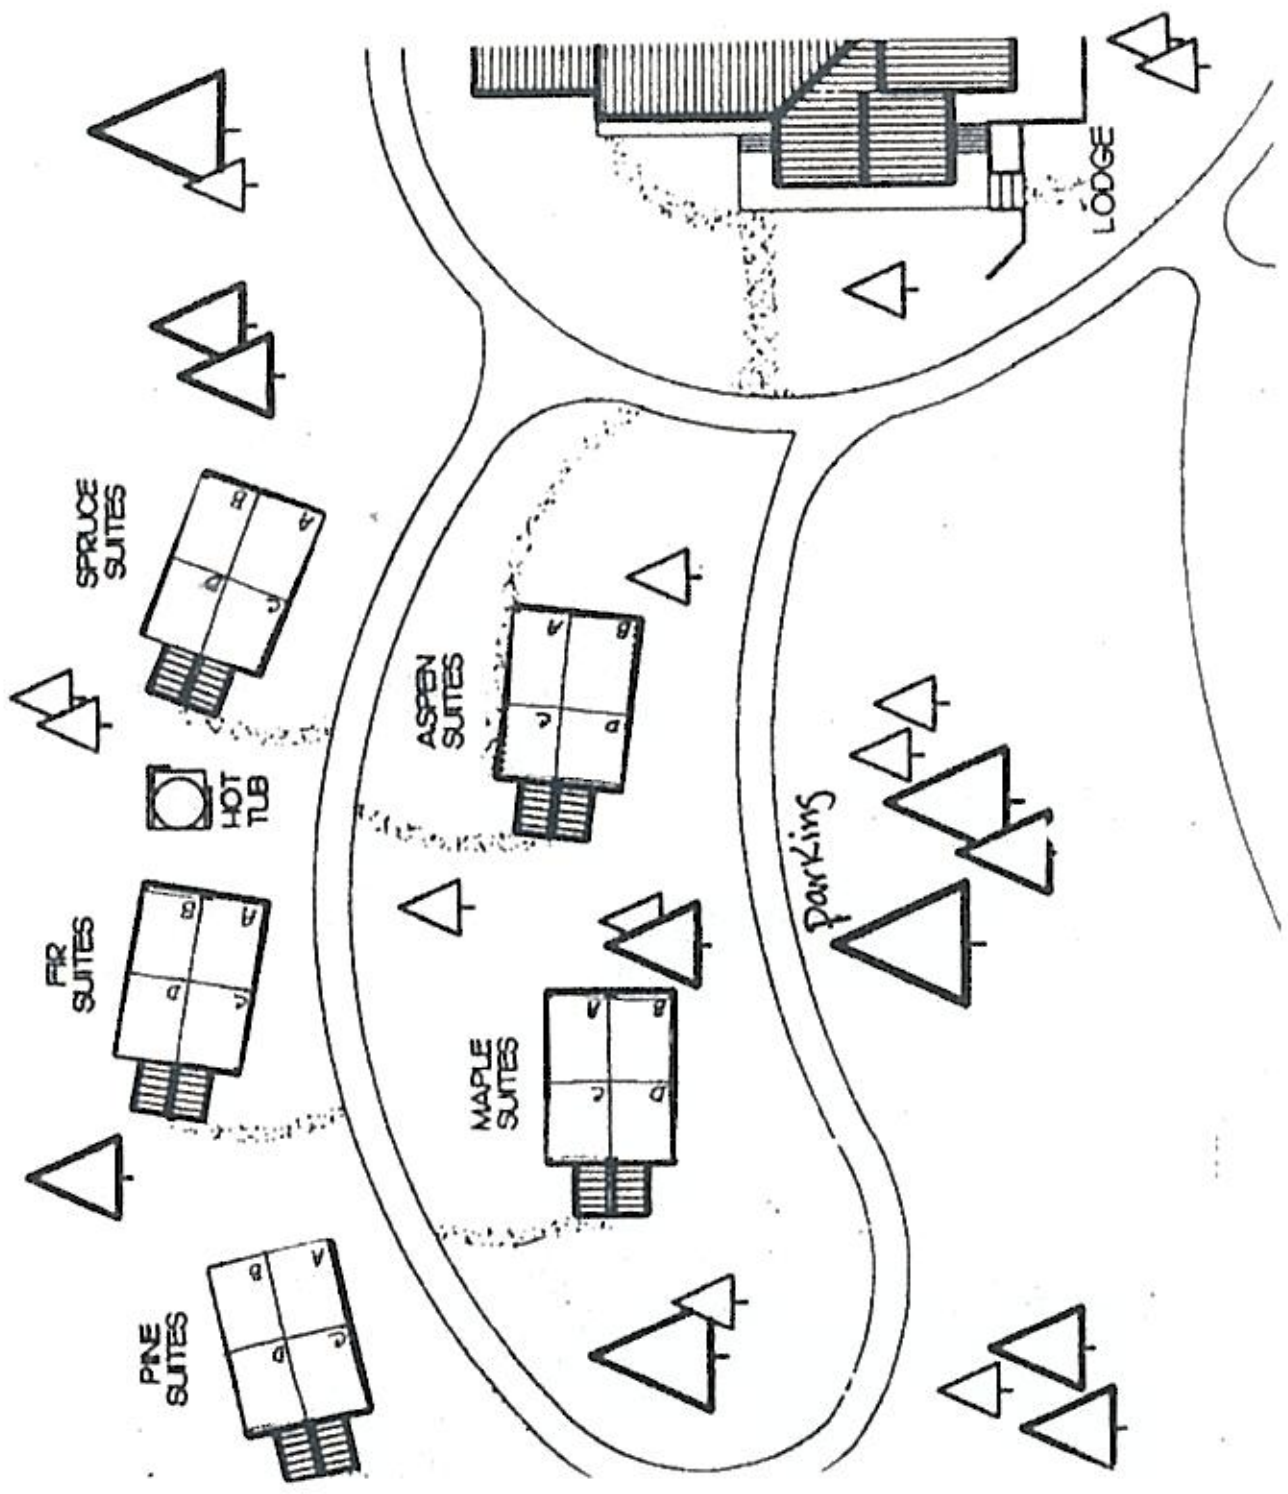 LODGE
SPRUCE
SUITES
B
A
D
C
ASPEN
SUITES
A
B
C
D
HOT
TUB
Parking
FIR
SUITES
B
A
D
C
MAPLE
SUITES
A
B
C
D
PINE
SUITES
B
A
D
C